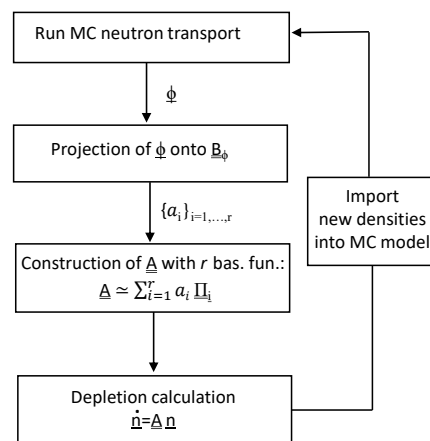 Run MC neutron transport
ϕ
Projection of ϕ onto B_ϕ
{a_i}_{i=1,…,r}
Construction of A with r bas. fun.:
A ≃ ∑_{i=1}^{r} a_i Π_i
Depletion calculation
ṅ=A n
Import
new densities
into MC model